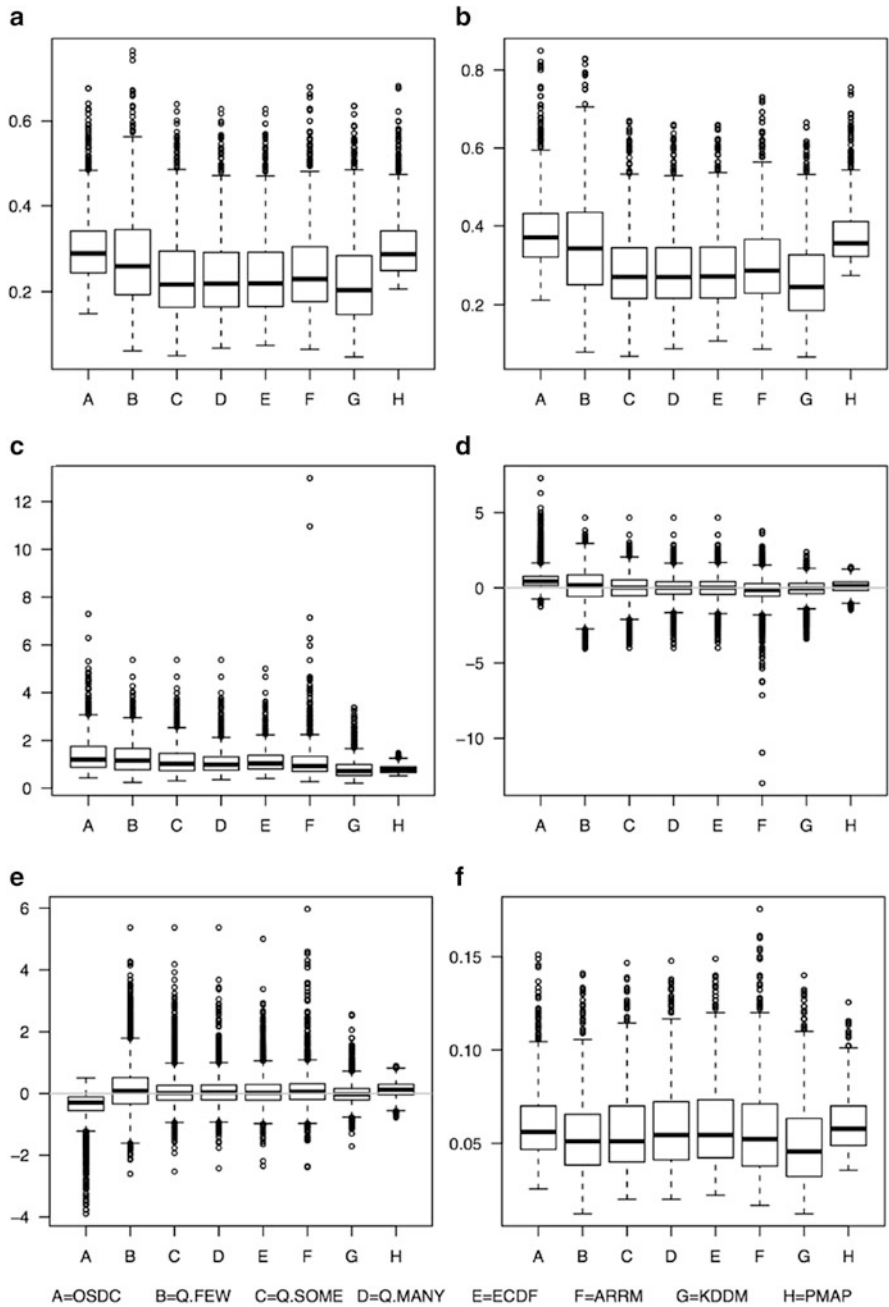 a
0.6
0.4
0.2
A B C D E F G H
b
0.8
0.6
0.4
0.2
A B C D E F G H
c
12
10
8
6
4
2
0
A B C D E F G H
d
5
0
−5
−10
A B C D E F G H
e
6
4
2
0
−2
−4
A B C D E F G H
f
0.15
0.10
0.05
A B C D E F G H
A=OSDC B=Q.FEW C=Q.SOME D=Q.MANY E=ECDF F=ARRM G=KDDM H=PMAP